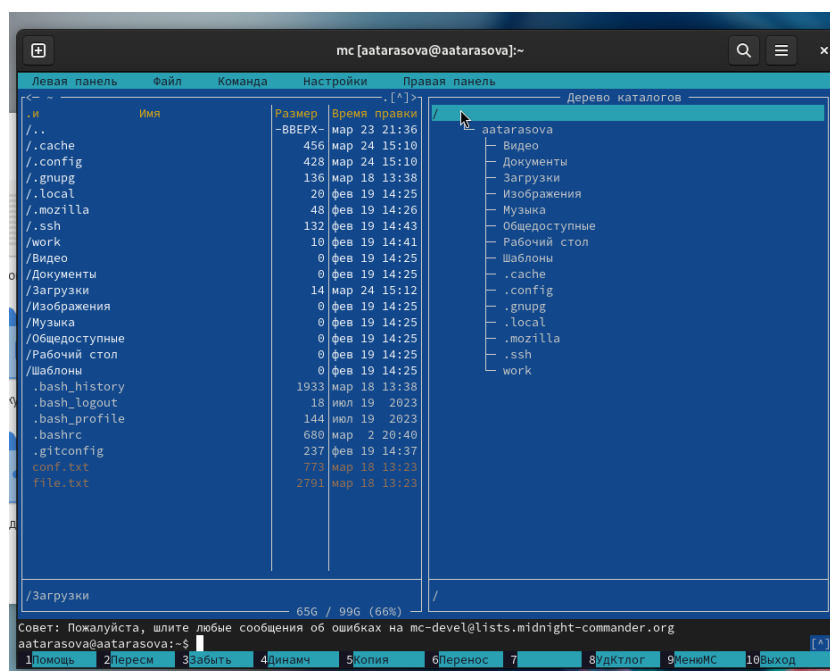 mc [aatarasova@aatarasova]:~
Левая панель Файл Команда Настройки Правая панель
<— ~ .[^]>
.и Имя Размер Время правки
/.. -ВВЕРХ- мар 23 21:36
/.cache 456 мар 24 15:10
/.config 428 мар 24 15:10
/.gnupg 136 мар 18 13:38
/.local 20 фев 19 14:25
/.mozilla 48 фев 19 14:26
/.ssh 132 фев 19 14:43
/work 10 фев 19 14:41
/Видео 0 фев 19 14:25
/Документы 0 фев 19 14:25
/Загрузки 14 мар 24 15:12
/Изображения 0 фев 19 14:25
/Музыка 0 фев 19 14:25
/Общедоступные 0 фев 19 14:25
/Рабочий стол 0 фев 19 14:25
/Шаблоны 0 фев 19 14:25
.bash_history 1933 мар 18 13:38
.bash_logout 18 июл 19 2023
.bash_profile 144 июл 19 2023
.bashrc 680 мар 2 20:40
.gitconfig 237 фев 19 14:37
conf.txt 773 мар 18 13:23
file.txt 2791 мар 18 13:23
/Загрузки
65G / 99G (66%)
Дерево каталогов
/
aatarasova
Видео
Документы
Загрузки
Изображения
Музыка
Общедоступные
Рабочий стол
Шаблоны
.cache
.config
.gnupg
.local
.mozilla
.ssh
work
/
Совет: Пожалуйста, шлите любые сообщения об ошибках на mc-devel@lists.midnight-commander.org
aatarasova@aatarasova:~$ [^]
1Помощь 2Пересм 3Забыть 4Динамч 5Копия 6Перенос 7 8УдКтлог 9МенюМС 10Выход